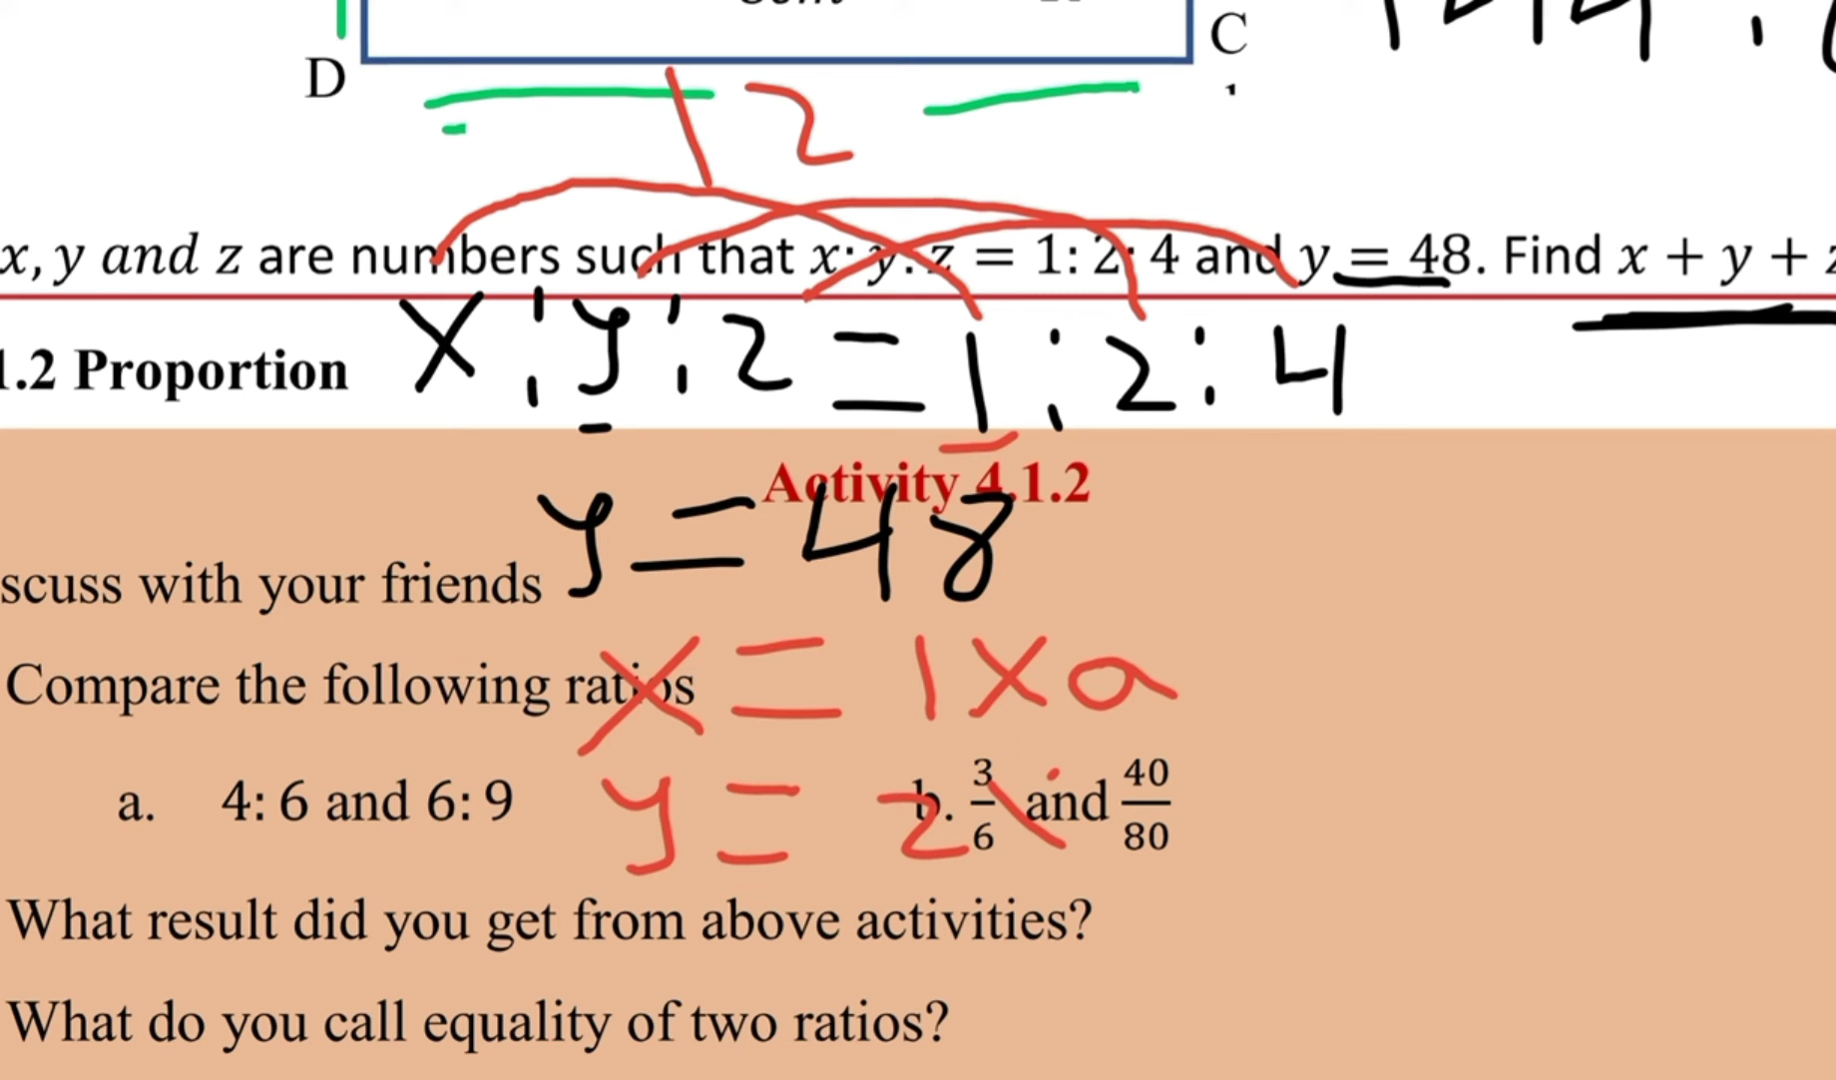 C
D
12
x, y and z are numbers such that x: y: z = 1: 2: 4 and y = 48. Find x + y +
x : y : z = 1 : 2 : 4
1.2 Proportion
Activity 4.1.2
y = 48
scuss with your friends
x = 1 x a
Compare the following ratios
y = 2
a. 4: 6 and 6: 9 b. 3/6 and 40/80
What result did you get from above activities?
What do you call equality of two ratios?